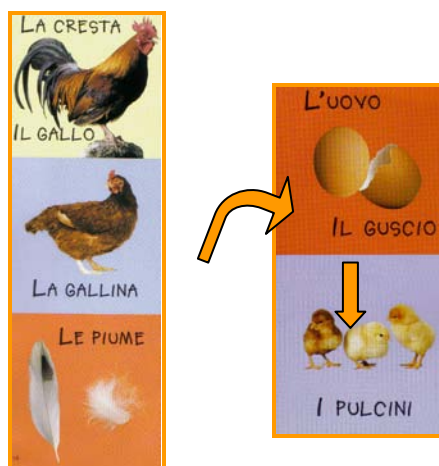 LA CRESTA
IL GALLO
LA GALLINA
LE PIUME
L'UOVO
IL GUSCIO
I PULCINI